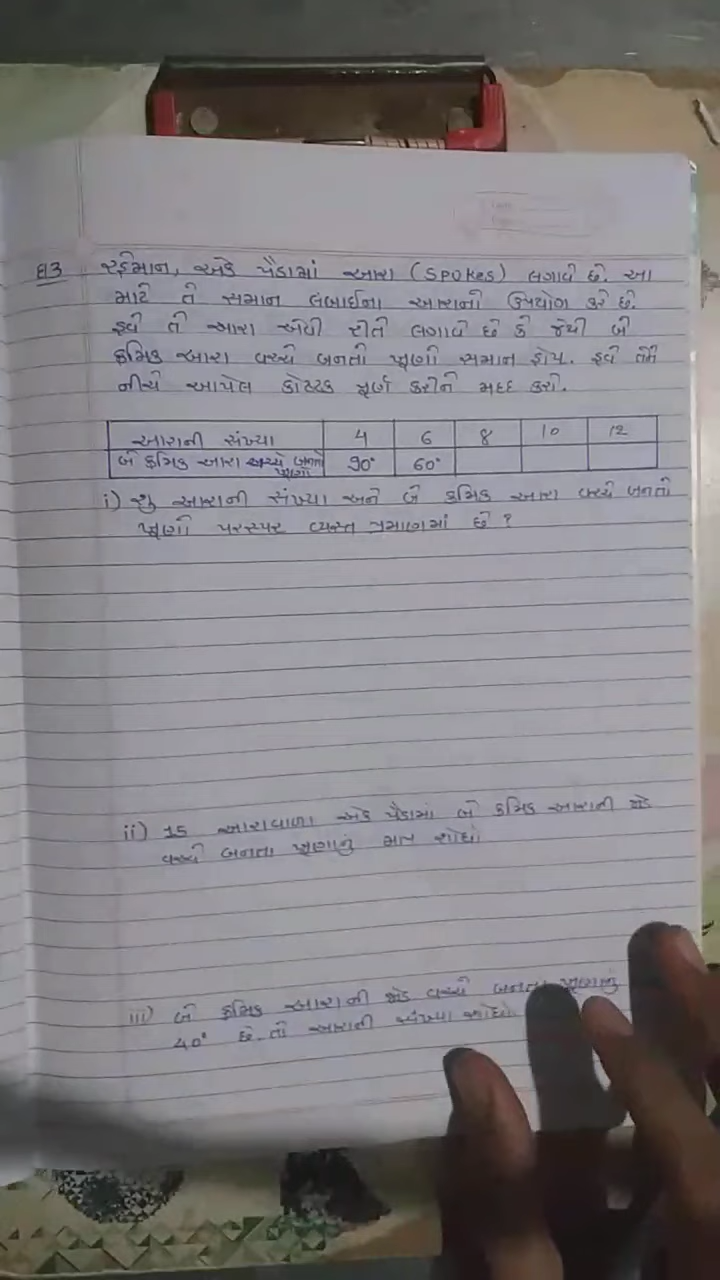 દા3 રહેમાન, એક પૈડામાં આરા (Spokes) લગાવે છે. આ
માટે તે સમાન લંબાઈના આરાનો ઉપયોગ કરે છે.
હવે તે આરા એવી રીતે લગાવે છે કે જેથી બે
ક્રમિક આરા વચ્ચે બનતો ખૂણો સમાન હોય. હવે તેને
નીચે આપેલ કોષ્ટક પૂર્ણ કરીને મદદ કરો.
આરાની સંખ્યા 4 6 8 10 12
બે ક્રમિક આરા વચ્ચે બનતો ખૂણો 90° 60°
i) શું આરાની સંખ્યા અને બે ક્રમિક આરા વચ્ચે બનતો
ખૂણો પરસ્પર વ્યસ્ત પ્રમાણમાં છે ?
ii) 15 આરાવાળા એક પૈડામાં બે ક્રમિક આરાની જોડ
વચ્ચે બનતા ખૂણાનું માપ શોધો
iii) બે ક્રમિક આરાની જોડ વચ્ચે બનતા ખૂણાનું
40° છે. તો આરાની સંખ્યા શોધો.